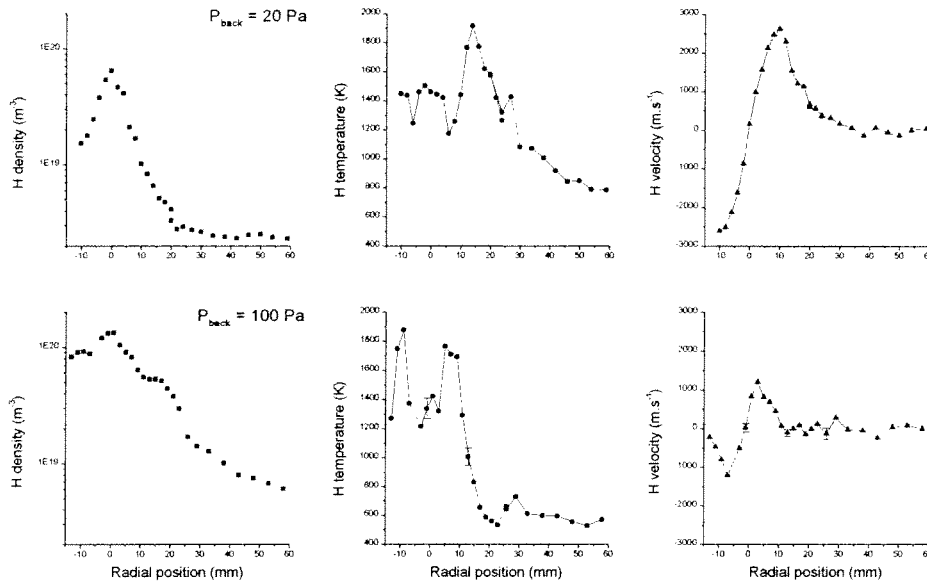 P_back = 20 Pa
H density (m⁻³)
1E20
1E19
-10 0 10 20 30 40 50 60
H temperature (K)
2000
1800
1600
1400
1200
1000
800
600
400
-10 0 10 20 30 40 50 60
H velocity (m.s⁻¹)
3000
2000
1000
0
-1000
-2000
-3000
-10 0 10 20 30 40 50 60
P_back = 100 Pa
H density (m⁻³)
1E20
1E19
-10 0 10 20 30 40 50 60
Radial position (mm)
H temperature (K)
2000
1800
1600
1400
1200
1000
800
600
400
-10 0 10 20 30 40 50 60
Radial position (mm)
H velocity (m.s⁻¹)
3000
2000
1000
0
1000
-2000
-3000
-10 0 10 20 30 40 50 60
Radial position (mm)